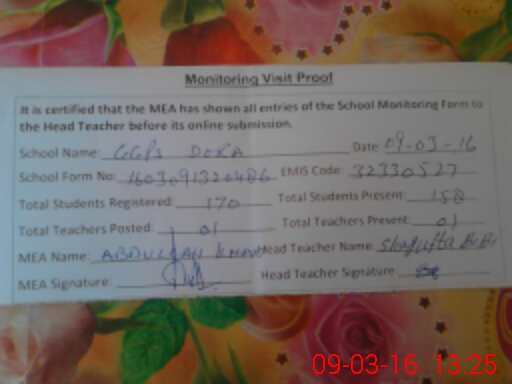 Monitoring Visit Proof
It is certified that the MEA has shown all entries of the School Monitoring Form to
the Head Teacher before its online submission.
School Name: GGPS DORA Date 09-03-16
School Form No: 1603091320486 EMIS Code: 32330527
Total Students Registered: 170 Total Students Present: 158
Total Teachers Posted: 01 Total Teachers Present: 01
MEA Name: ABDULLAH KHAN Head Teacher Name: Shagufta BiBi
MEA Signature: Head Teacher Signature
09-03-16 13:25